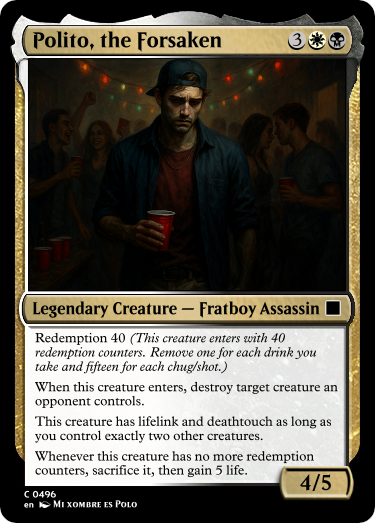 Polito, the Forsaken 3
Legendary Creature — Fratboy Assassin
Redemption 40 (This creature enters with 40
redemption counters. Remove one for each drink you
take and fifteen for each chug/shot.)
When this creature enters, destroy target creature an
opponent controls.
This creature has lifelink and deathtouch as long as
you control exactly two other creatures.
Whenever this creature has no more redemption
counters, sacrifice it, then gain 5 life.
4/5
C 0496
en Mi xombre es Polo